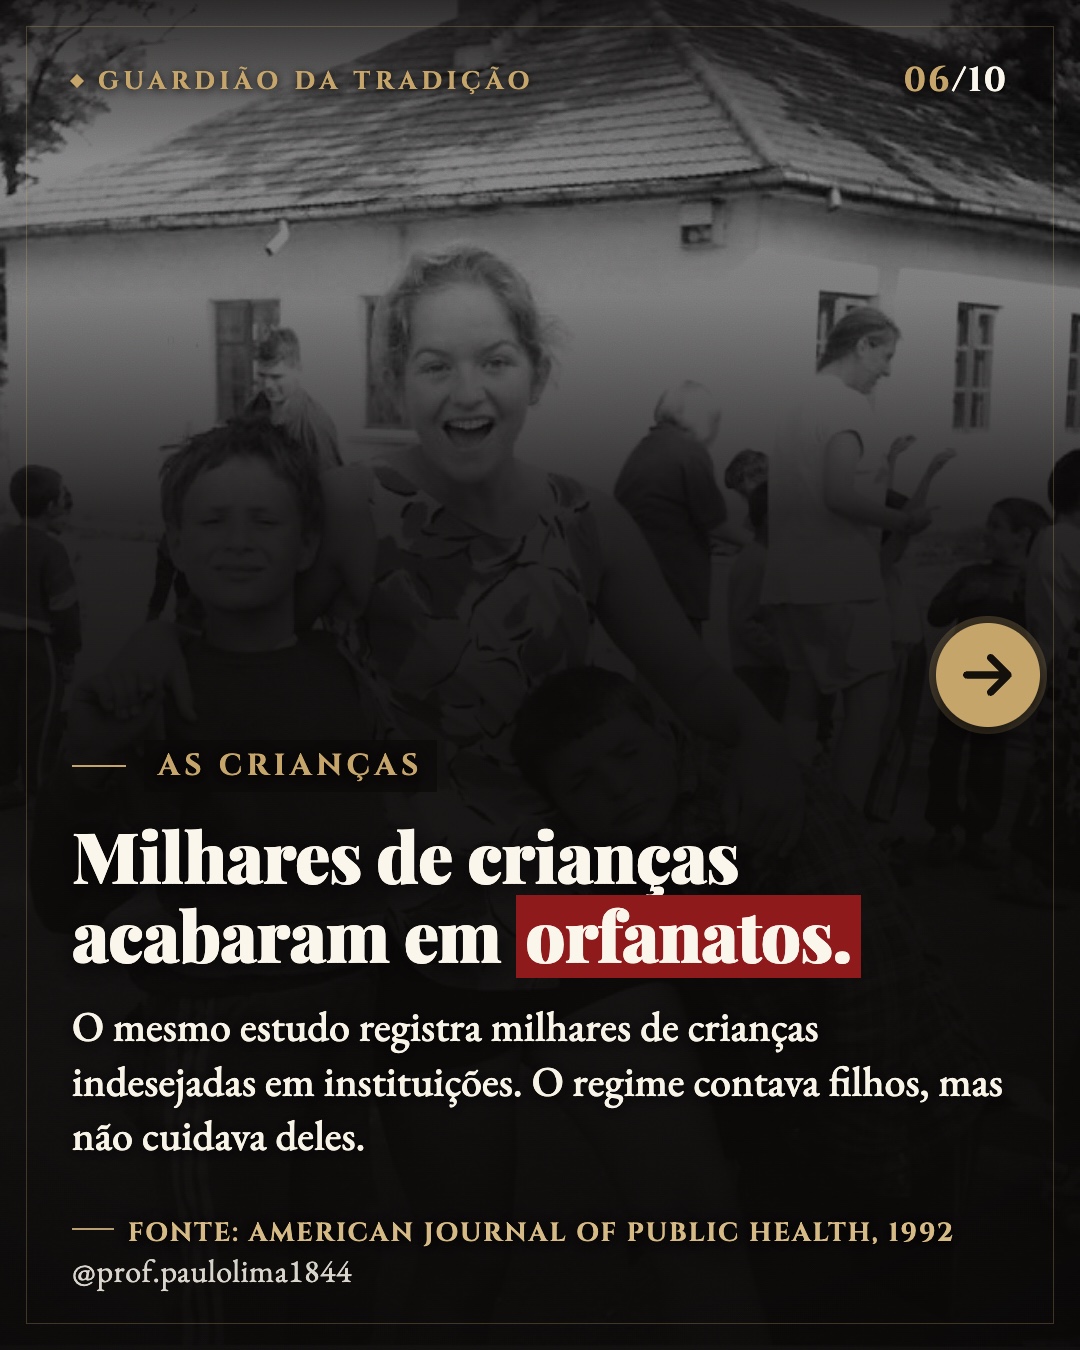 GUARDIÃO DA TRADIÇÃO
06/10
AS CRIANÇAS
Milhares de crianças
acabaram em orfanatos.
O mesmo estudo registra milhares de crianças
indesejadas em instituições. O regime contava filhos, mas
não cuidava deles.
FONTE: AMERICAN JOURNAL OF PUBLIC HEALTH, 1992
@prof.paulolima1844